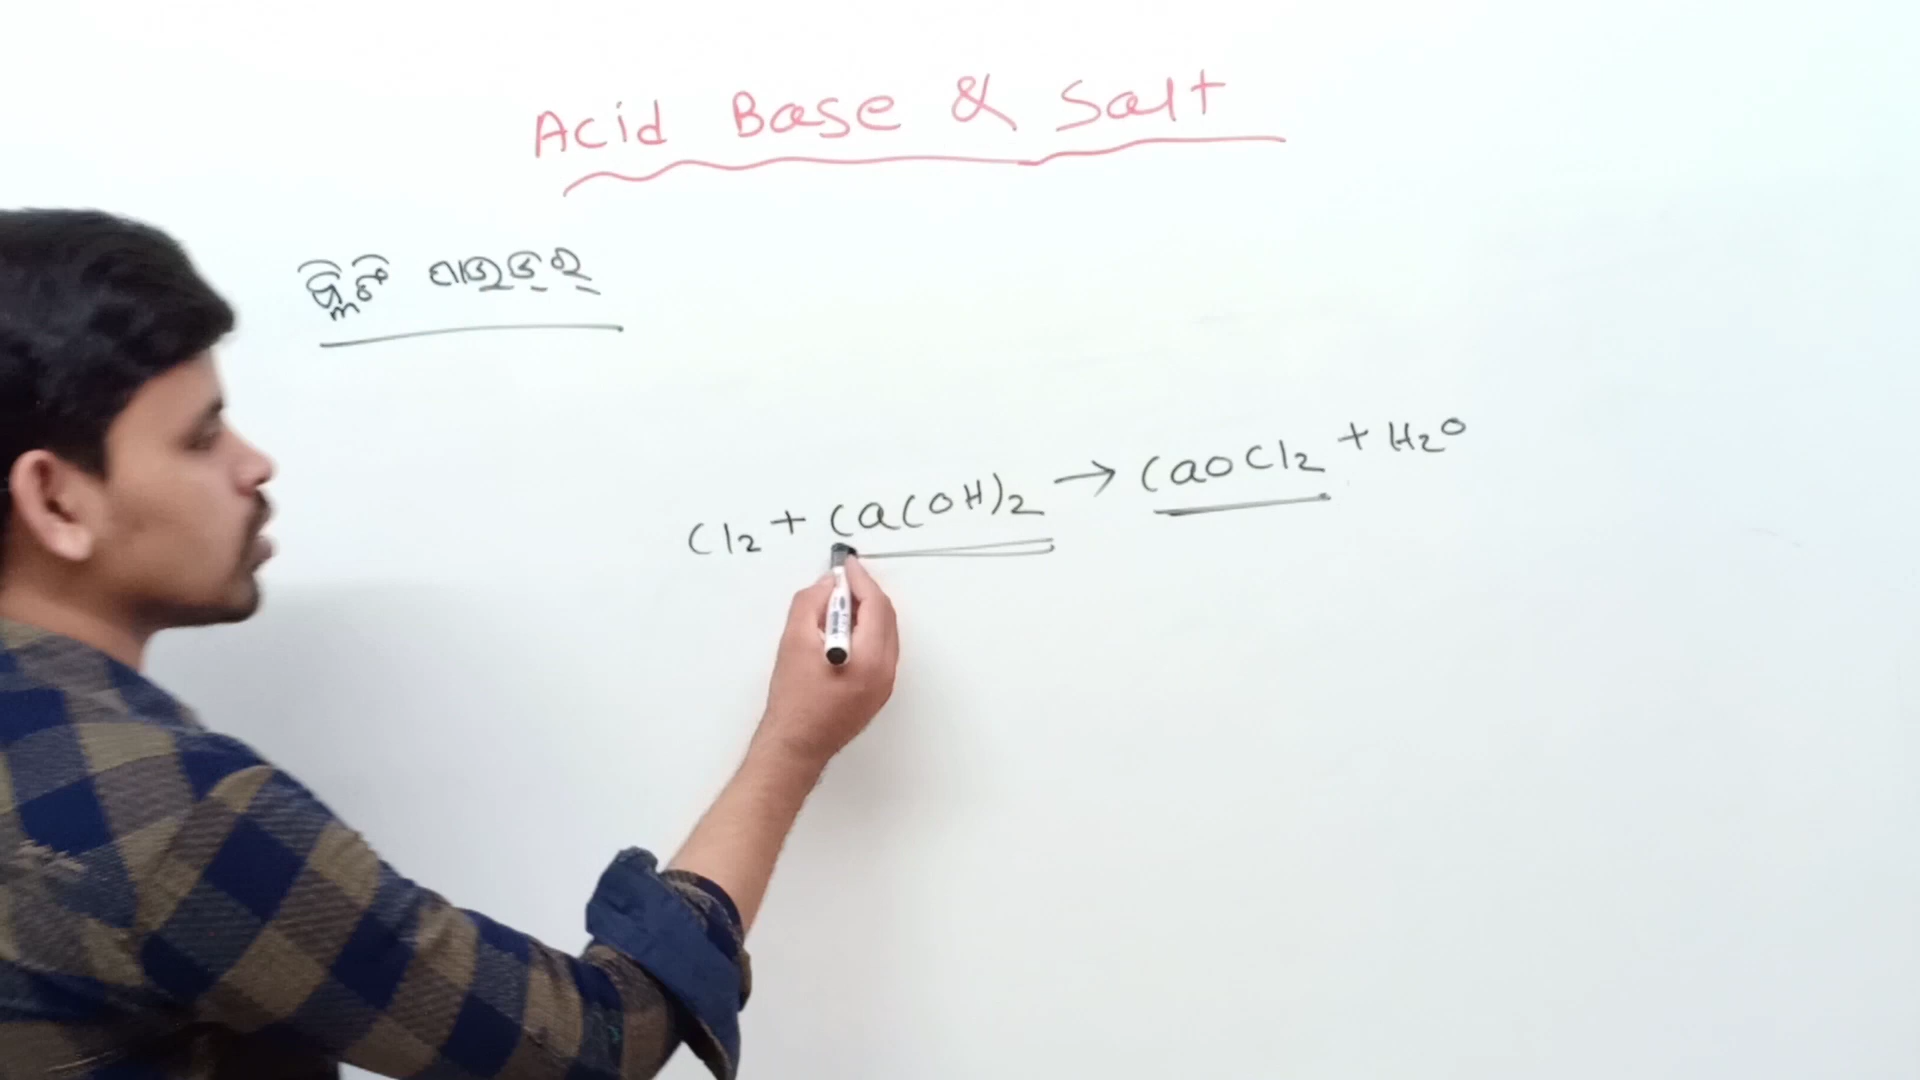 Acid Base & Salt
ବ୍ଲିଚିଂ ପାଉଡର୍
Cl2 + Ca(OH)2 → CaOCl2 + H2O